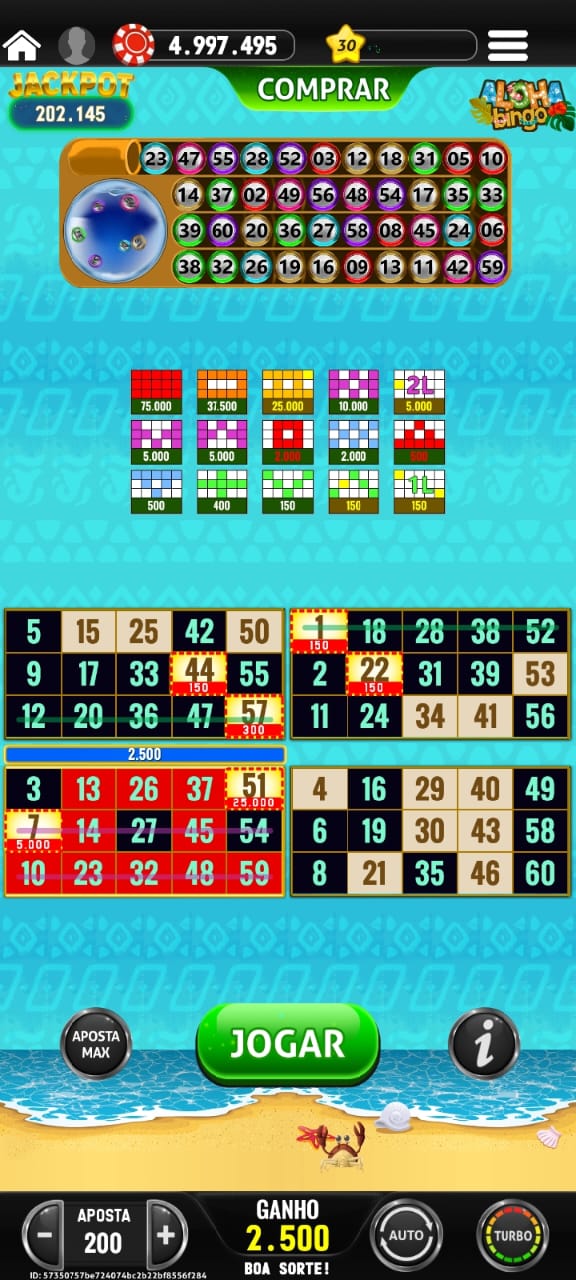 4.997.495
30
JACKPOT
202.145
COMPRAR
ALOHA
bingo
23 47 55 28 52 03 12 18 31 05 10
14 37 02 49 56 48 54 17 35 33
39 60 20 36 27 58 08 45 24 06
38 32 26 19 16 09 13 11 42 59
2L
75.000 37.500 25.000 10.000 5.000
5.000 5.000 2.000 2.000 500
1L
500 400 150 150 150
5 15 25 42 50
9 17 33 44 55
150
12 20 36 47 57
300
1 18 28 38 52
150
2 22 31 39 53
150
11 24 34 41 56
2.500
3 13 26 37 51
25.000
7 14 27 45 54
5.000
10 23 32 48 59
4 16 29 40 49
6 19 30 43 58
8 21 35 46 60
APOSTA
MAX
JOGAR
i
- APOSTA +
200
GANHO
2.500
BOA SORTE!
AUTO
TURBO
ID: 57350757be724074bc2b22bf8556f284